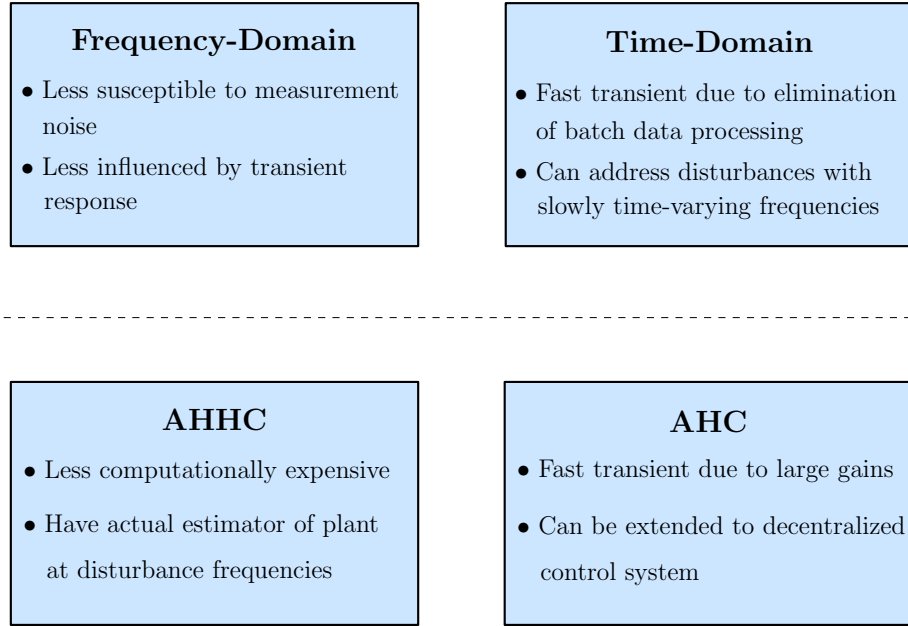 Frequency-Domain
• Less susceptible to measurement
noise
• Less influenced by transient
response
Time-Domain
• Fast transient due to elimination
of batch data processing
• Can address disturbances with
slowly time-varying frequencies
AHHC
• Less computationally expensive
• Have actual estimator of plant
at disturbance frequencies
AHC
• Fast transient due to large gains
• Can be extended to decentralized
control system